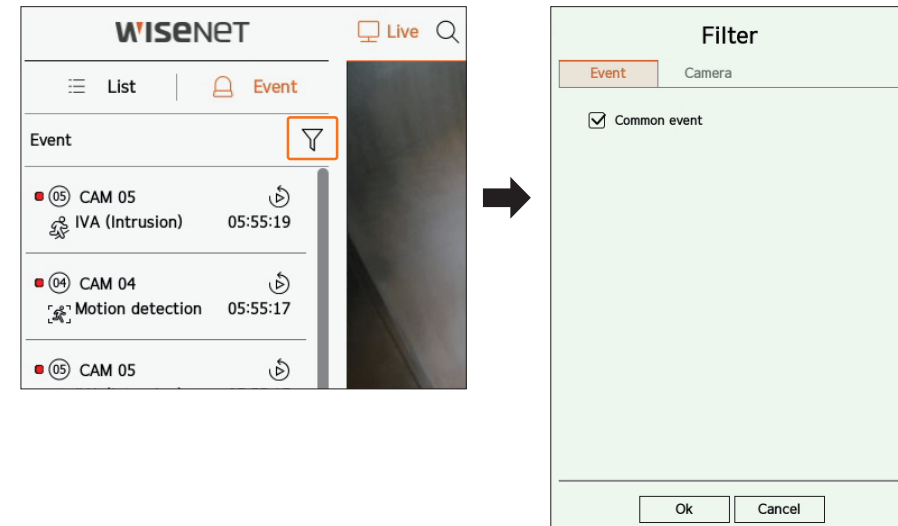 WISENET
Live
List
Event
Event
05 CAM 05
IVA (Intrusion) 05:55:19
04 CAM 04
Motion detection 05:55:17
05 CAM 05
Filter
Event Camera
Common event
Ok Cancel